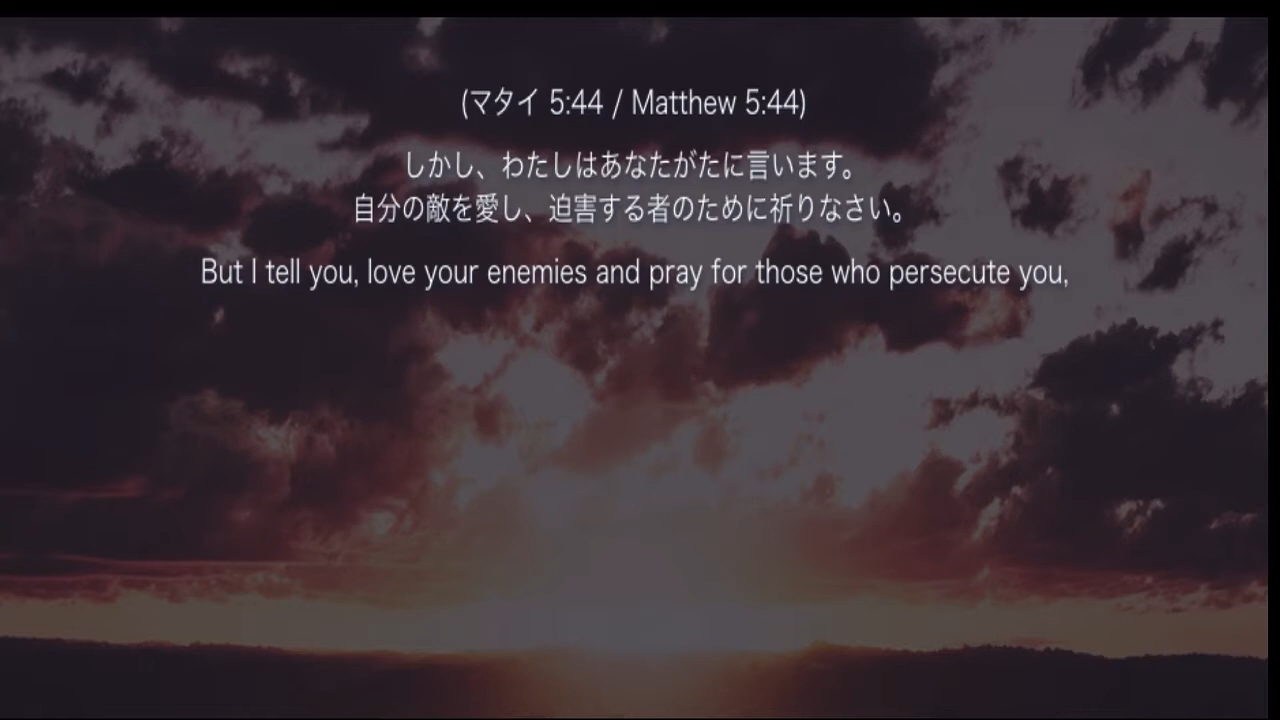 (マタイ 5:44 / Matthew 5:44)
しかし、わたしはあなたがたに言います。
自分の敵を愛し、迫害する者のために祈りなさい。
But I tell you, love your enemies and pray for those who persecute you,